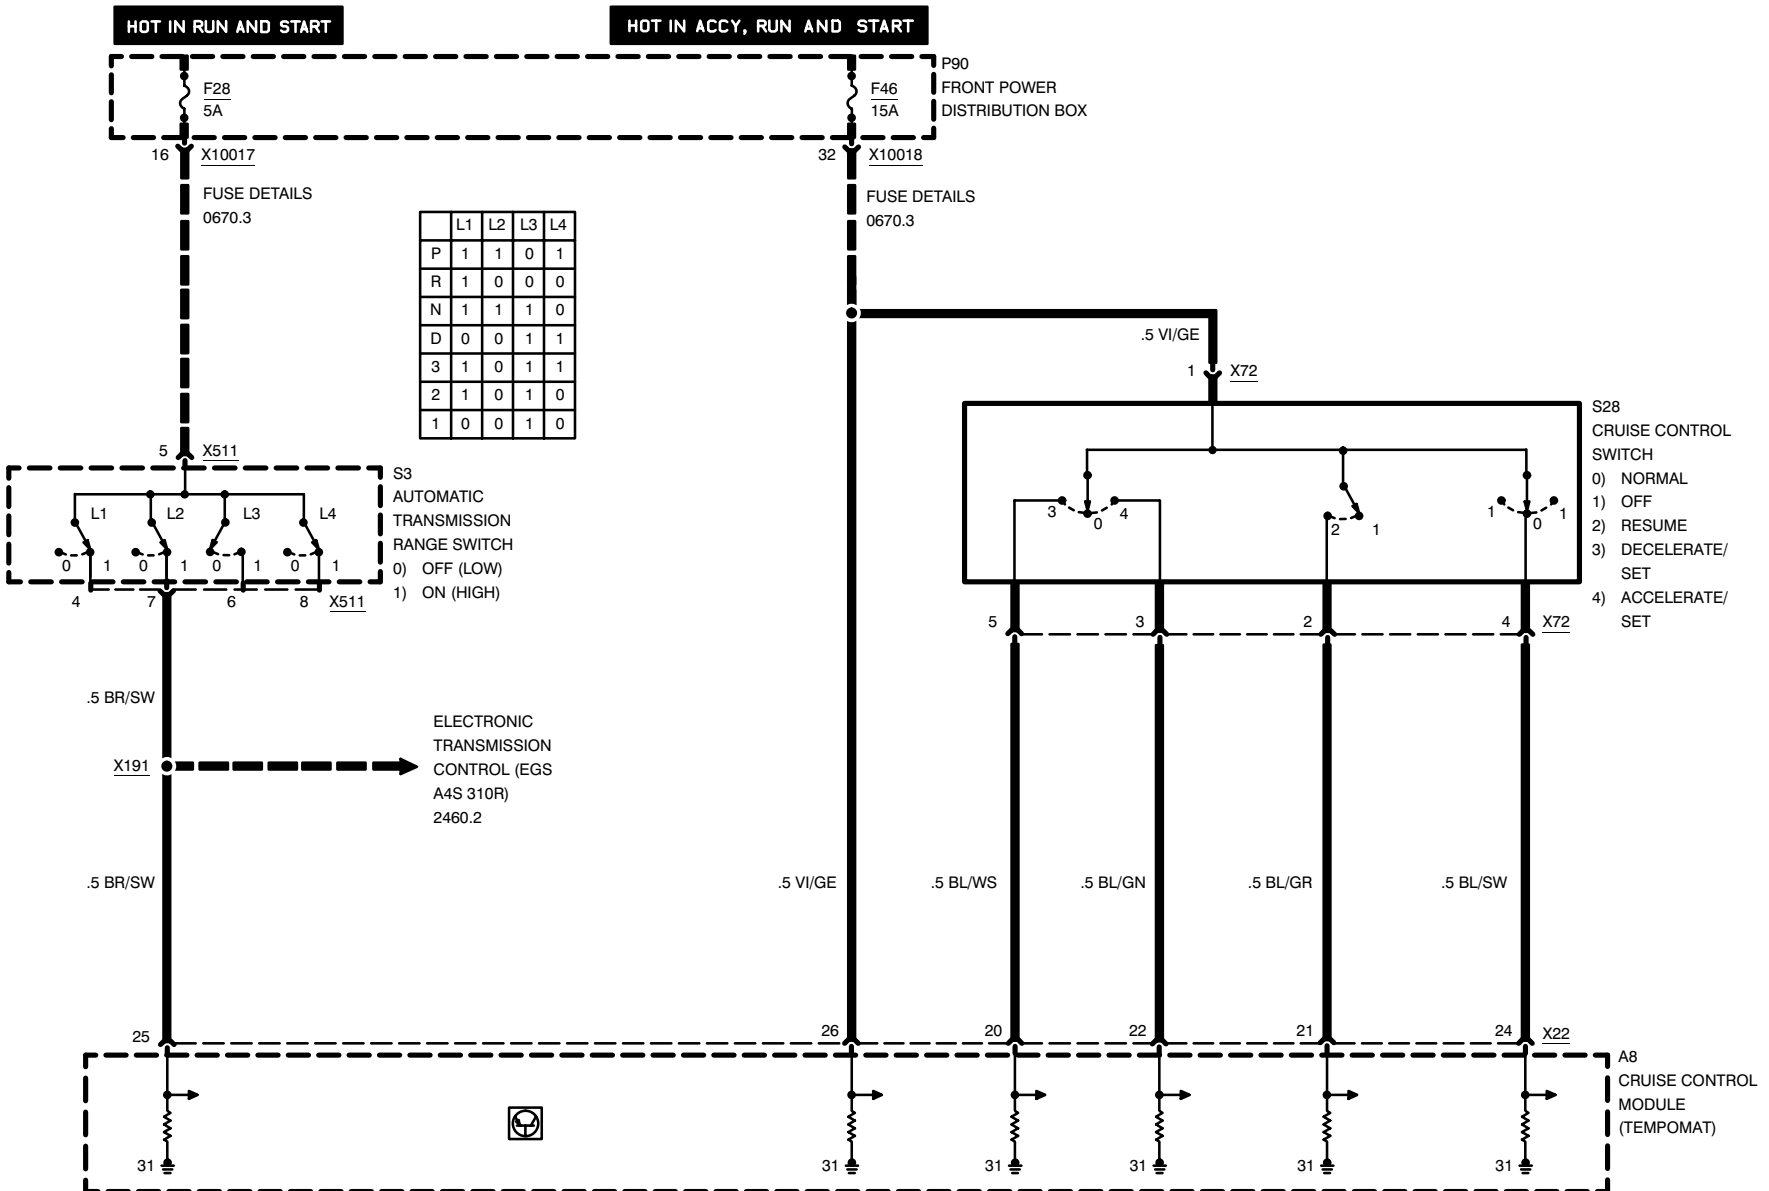 HOT IN RUN AND START
HOT IN ACCY, RUN AND START
F28
5A
F46
15A
P90
FRONT POWER
DISTRIBUTION BOX
16 X10017
32 X10018
FUSE DETAILS
0670.3
FUSE DETAILS
0670.3
L1 L2 L3 L4
P 1 1 0 1
R 1 0 0 0
N 1 1 1 0
D 0 0 1 1
3 1 0 1 1
2 1 0 1 0
1 0 0 1 0
.5 VI/GE
1 X72
5 X511
S3
AUTOMATIC
TRANSMISSION
RANGE SWITCH
0) OFF (LOW)
1) ON (HIGH)
L1 L2 L3 L4
0 1 0 1 0 1 0 1
4 7 6 8 X511
S28
CRUISE CONTROL
SWITCH
0) NORMAL
1) OFF
2) RESUME
3) DECELERATE/
SET
4) ACCELERATE/
SET
3 0 4
2 1
1 0 1
5 3 2 4 X72
.5 BR/SW
X191
ELECTRONIC
TRANSMISSION
CONTROL (EGS
A4S 310R)
2460.2
.5 BR/SW .5 VI/GE .5 BL/WS .5 BL/GN .5 BL/GR .5 BL/SW
25 26 20 22 21 24 X22
A8
CRUISE CONTROL
MODULE
(TEMPOMAT)
31 31 31 31 31 31